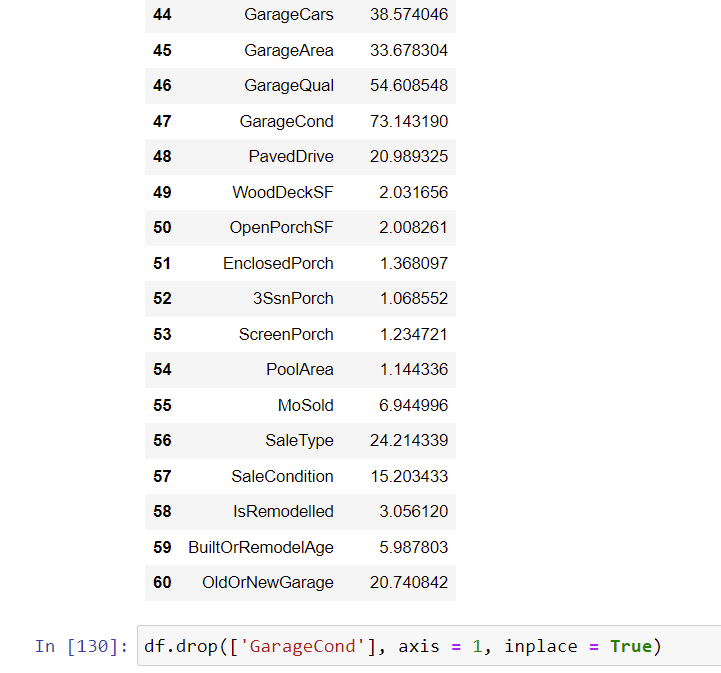 44 GarageCars 38.574046
45 GarageArea 33.678304
46 GarageQual 54.608548
47 GarageCond 73.143190
48 PavedDrive 20.989325
49 WoodDeckSF 2.031656
50 OpenPorchSF 2.008261
51 EnclosedPorch 1.368097
52 3SsnPorch 1.068552
53 ScreenPorch 1.234721
54 PoolArea 1.144336
55 MoSold 6.944996
56 SaleType 24.214339
57 SaleCondition 15.203433
58 IsRemodelled 3.056120
59 BuiltOrRemodelAge 5.987803
60 OldOrNewGarage 20.740842
In [130]: df.drop(['GarageCond'], axis = 1, inplace = True)